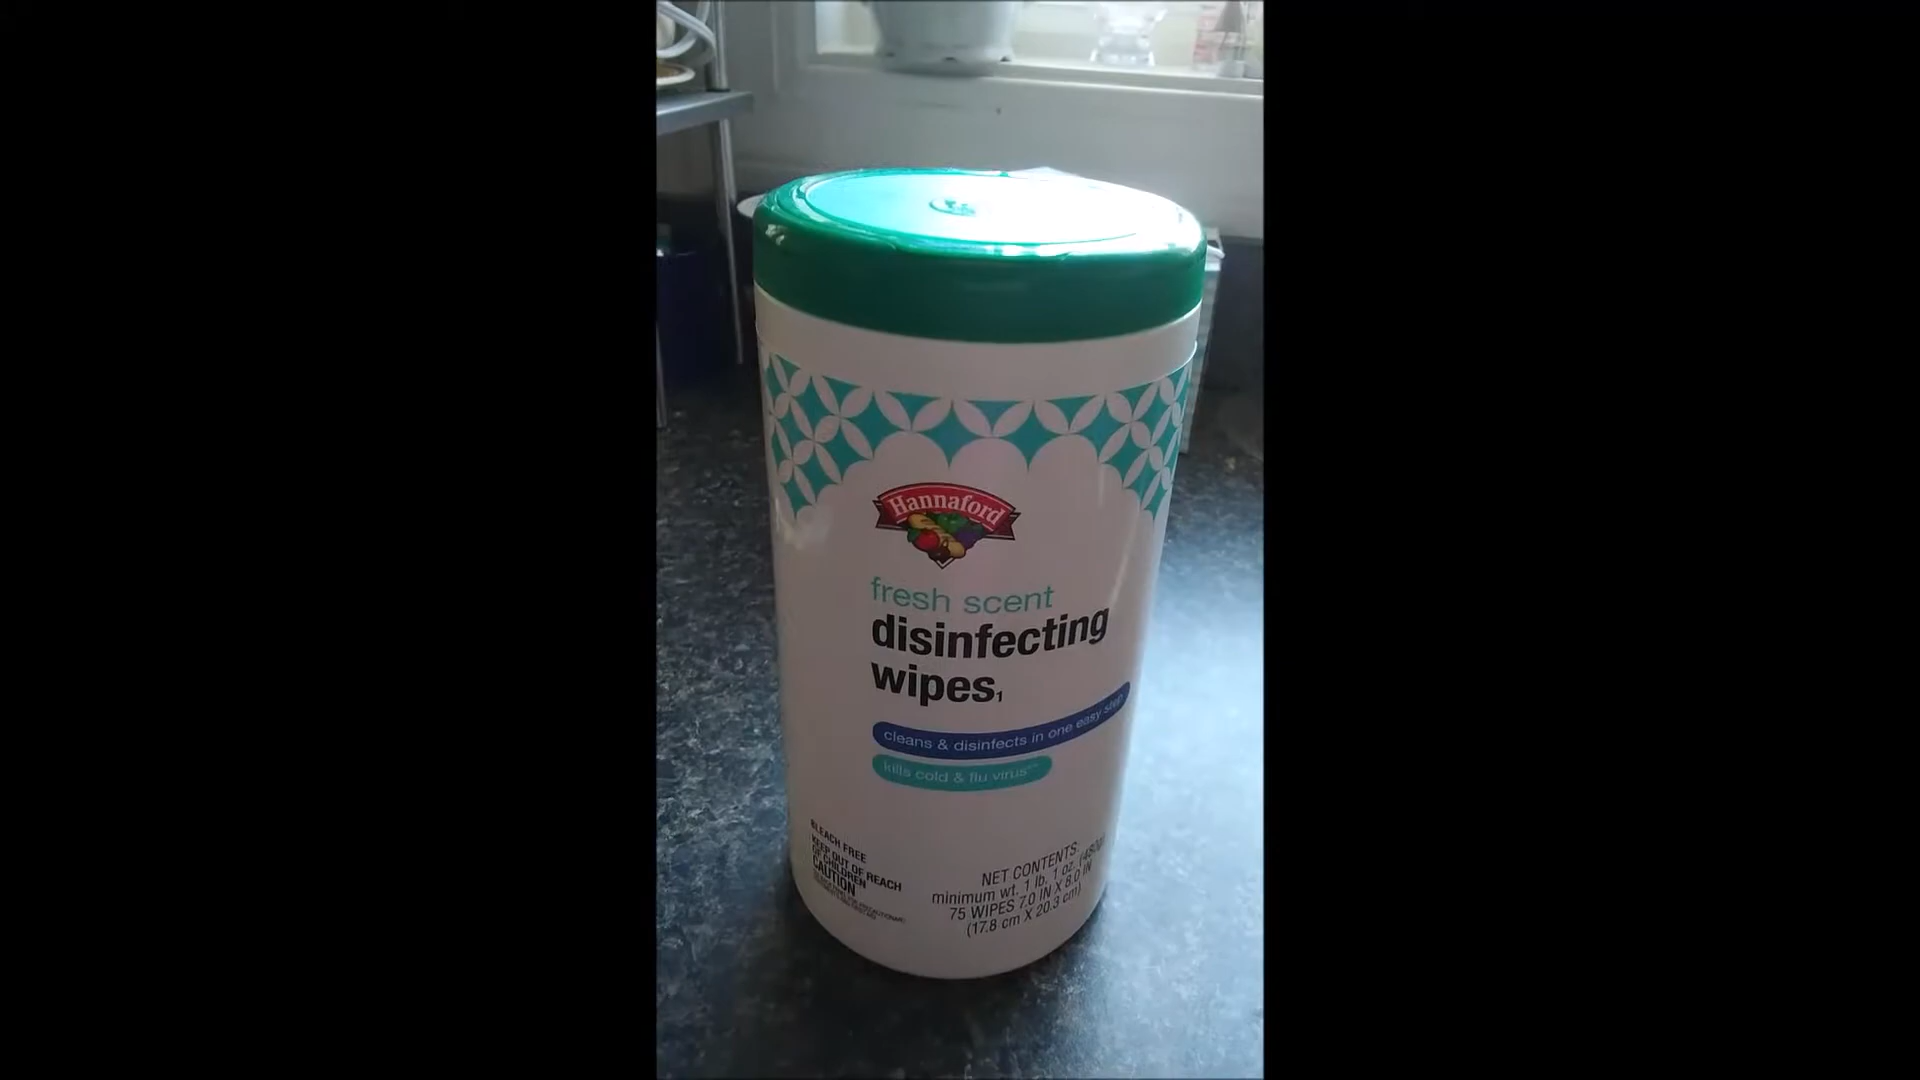 Hannaford
fresh scent
disinfecting
wipes1
cleans & disinfects in one easy step
kills cold & flu virus**
BLEACH FREE
KEEP OUT OF REACH
OF CHILDREN
CAUTION
NET CONTENTS
minimum wt. 1 lb. 1 oz. (480g)
75 WIPES 7.0 IN X 8.0 IN
(17.8 cm X 20.3 cm)